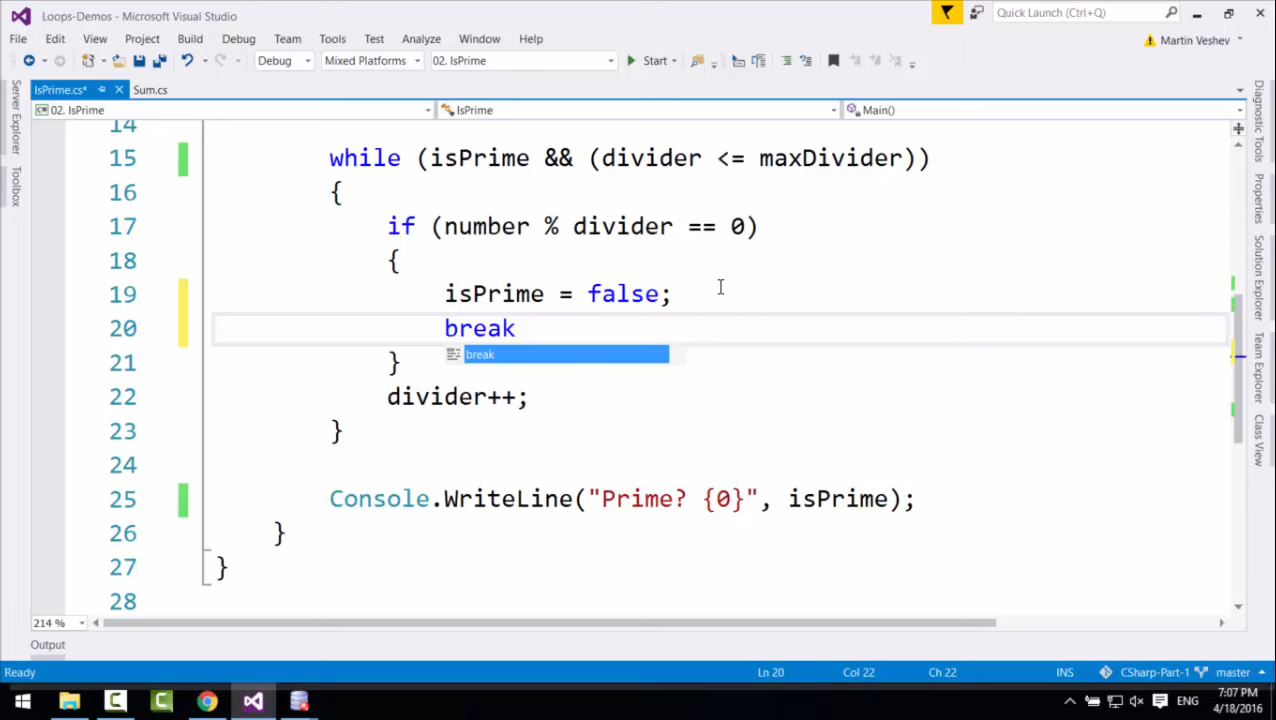 Loops-Demos - Microsoft Visual Studio
Quick Launch (Ctrl+Q)
File Edit View Project Build Debug Team Tools Test Analyze Window Help
Martin Veshev
Debug Mixed Platforms 02. IsPrime Start
IsPrime.cs* Sum.cs
02. IsPrime IsPrime Main()
14
15 while (isPrime && (divider <= maxDivider))
16 {
17 if (number % divider == 0)
18 {
19 isPrime = false;
20 break
break
21 }
22 divider++;
23 }
24
25 Console.WriteLine("Prime? {0}", isPrime);
26 }
27 }
28
214 %
Output
Ready Ln 20 Col 22 Ch 22 INS CSharp-Part-1 master
Server Explorer
Toolbox
Diagnostic Tools
Properties
Solution Explorer
Team Explorer
Class View
ENG
7:07 PM
4/18/2016